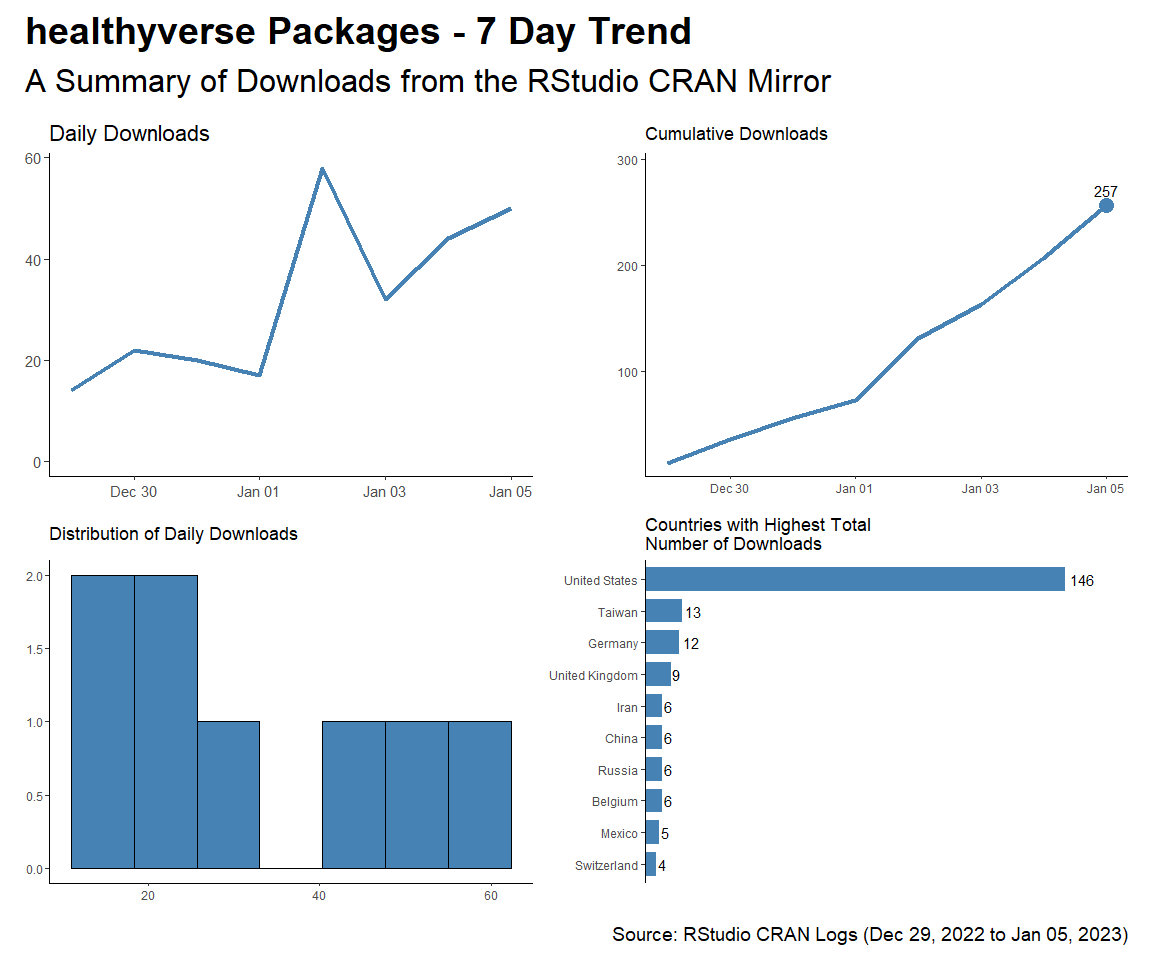 healthyverse Packages - 7 Day Trend
A Summary of Downloads from the RStudio CRAN Mirror
Daily Downloads
60
40
20
0
Dec 30 Jan 01 Jan 03 Jan 05
Cumulative Downloads
300
200
100
257
Dec 30 Jan 01 Jan 03 Jan 05
Distribution of Daily Downloads
2.0
1.5
1.0
0.5
0.0
20 40 60
Countries with Highest Total
Number of Downloads
United States 146
Taiwan 13
Germany 12
United Kingdom 9
Iran 6
China 6
Russia 6
Belgium 6
Mexico 5
Switzerland 4
Source: RStudio CRAN Logs (Dec 29, 2022 to Jan 05, 2023)